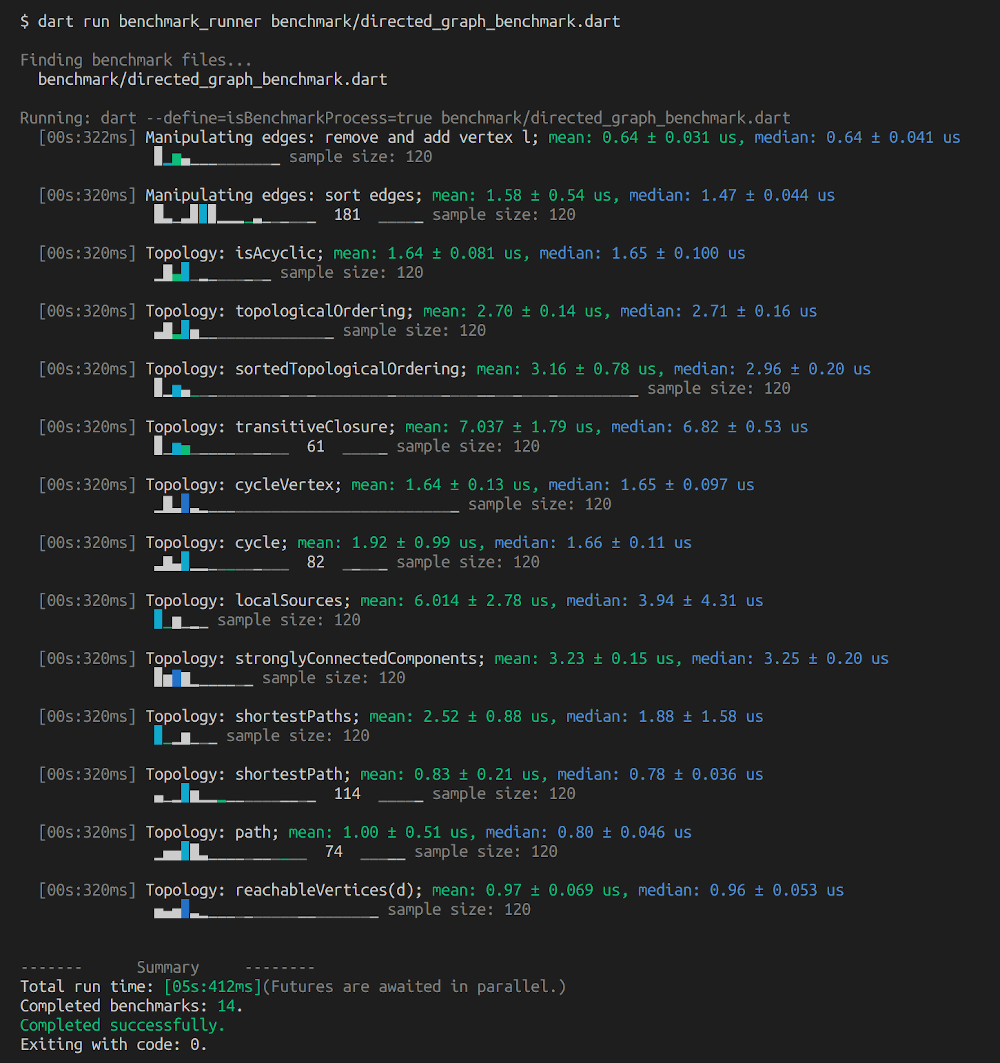 $ dart run benchmark_runner benchmark/directed_graph_benchmark.dart
Finding benchmark files...
benchmark/directed_graph_benchmark.dart
Running: dart --define=isBenchmarkProcess=true benchmark/directed_graph_benchmark.dart
[00s:322ms] Manipulating edges: remove and add vertex l; mean: 0.64 ± 0.031 us, median: 0.64 ± 0.041 us
sample size: 120
[00s:320ms] Manipulating edges: sort edges; mean: 1.58 ± 0.54 us, median: 1.47 ± 0.044 us
181 sample size: 120
[00s:320ms] Topology: isAcyclic; mean: 1.64 ± 0.081 us, median: 1.65 ± 0.100 us
sample size: 120
[00s:320ms] Topology: topologicalOrdering; mean: 2.70 ± 0.14 us, median: 2.71 ± 0.16 us
sample size: 120
[00s:320ms] Topology: sortedTopologicalOrdering; mean: 3.16 ± 0.78 us, median: 2.96 ± 0.20 us
sample size: 120
[00s:320ms] Topology: transitiveClosure; mean: 7.037 ± 1.79 us, median: 6.82 ± 0.53 us
61 sample size: 120
[00s:320ms] Topology: cycleVertex; mean: 1.64 ± 0.13 us, median: 1.65 ± 0.097 us
sample size: 120
[00s:320ms] Topology: cycle; mean: 1.92 ± 0.99 us, median: 1.66 ± 0.11 us
82 sample size: 120
[00s:320ms] Topology: localSources; mean: 6.014 ± 2.78 us, median: 3.94 ± 4.31 us
sample size: 120
[00s:320ms] Topology: stronglyConnectedComponents; mean: 3.23 ± 0.15 us, median: 3.25 ± 0.20 us
sample size: 120
[00s:320ms] Topology: shortestPaths; mean: 2.52 ± 0.88 us, median: 1.88 ± 1.58 us
sample size: 120
[00s:320ms] Topology: shortestPath; mean: 0.83 ± 0.21 us, median: 0.78 ± 0.036 us
114 sample size: 120
[00s:320ms] Topology: path; mean: 1.00 ± 0.51 us, median: 0.80 ± 0.046 us
74 sample size: 120
[00s:320ms] Topology: reachableVertices(d); mean: 0.97 ± 0.069 us, median: 0.96 ± 0.053 us
sample size: 120
------- Summary --------
Total run time: [05s:412ms](Futures are awaited in parallel.)
Completed benchmarks: 14.
Completed successfully.
Exiting with code: 0.